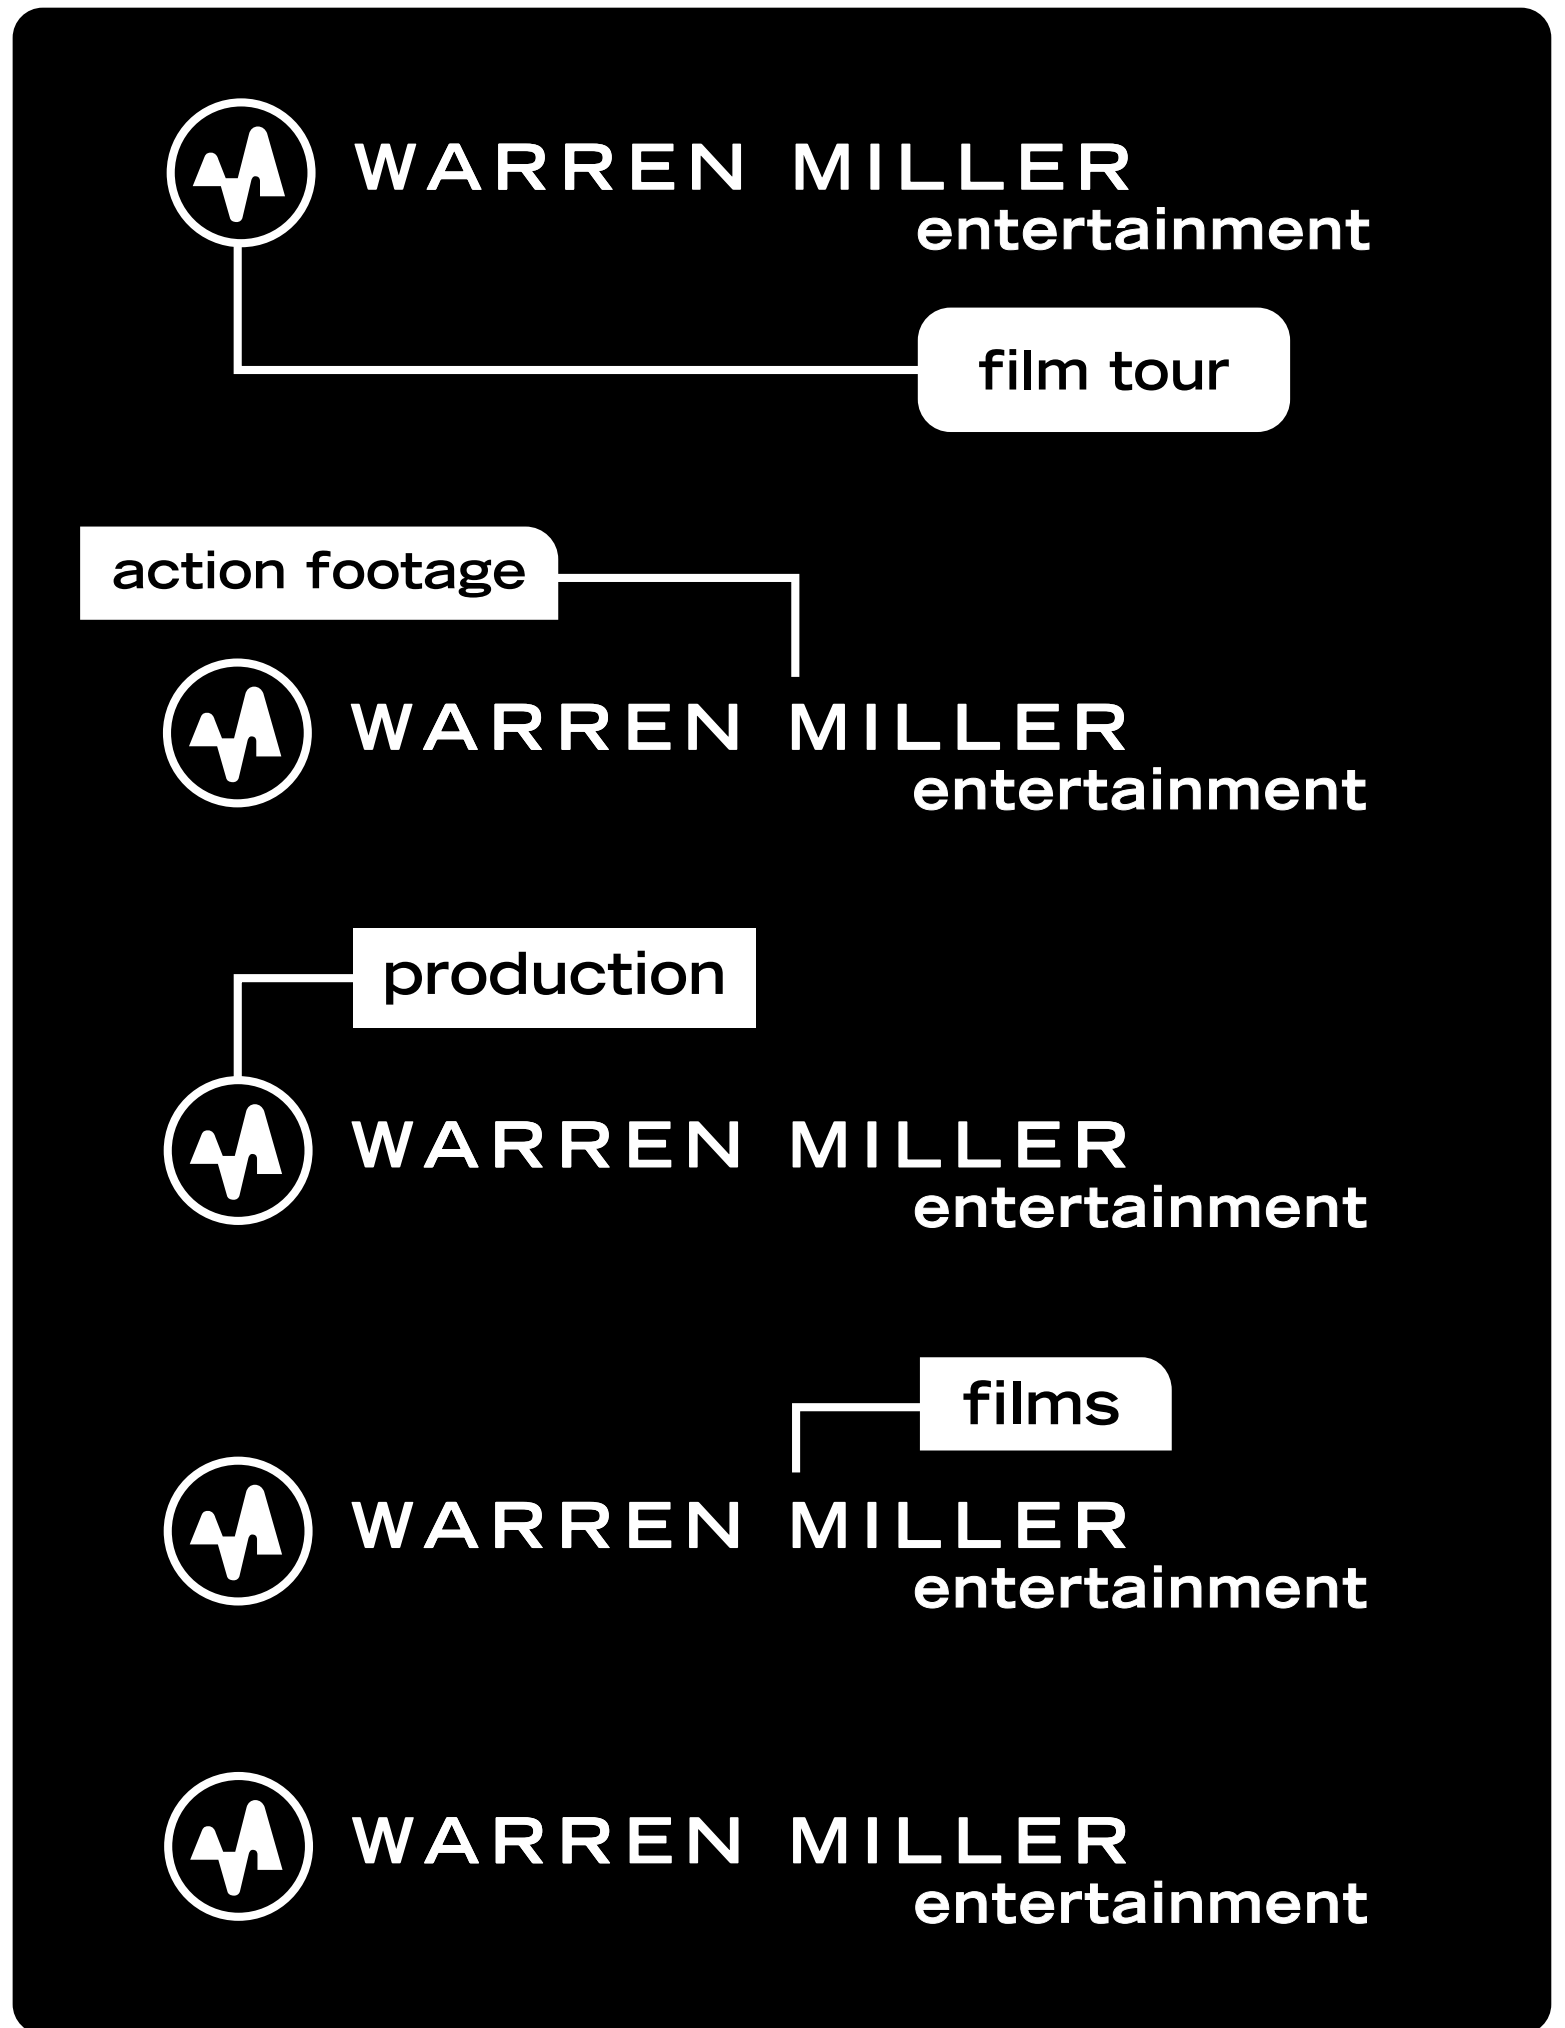 WARREN MILLER
entertainment
film tour
action footage
WARREN MILLER
entertainment
production
WARREN MILLER
entertainment
films
WARREN MILLER
entertainment
WARREN MILLER
entertainment